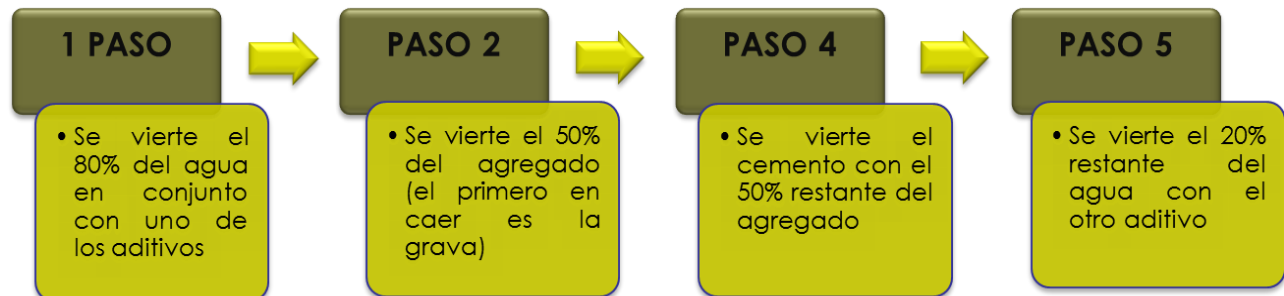 1 PASO
• Se vierte el
80% del agua
en conjunto
con uno de
los aditivos
PASO 2
• Se vierte el 50%
del agregado
(el primero en
caer es la
grava)
PASO 4
• Se vierte el
cemento con el
50% restante del
agregado
PASO 5
• Se vierte el 20%
restante del
agua con el
otro aditivo